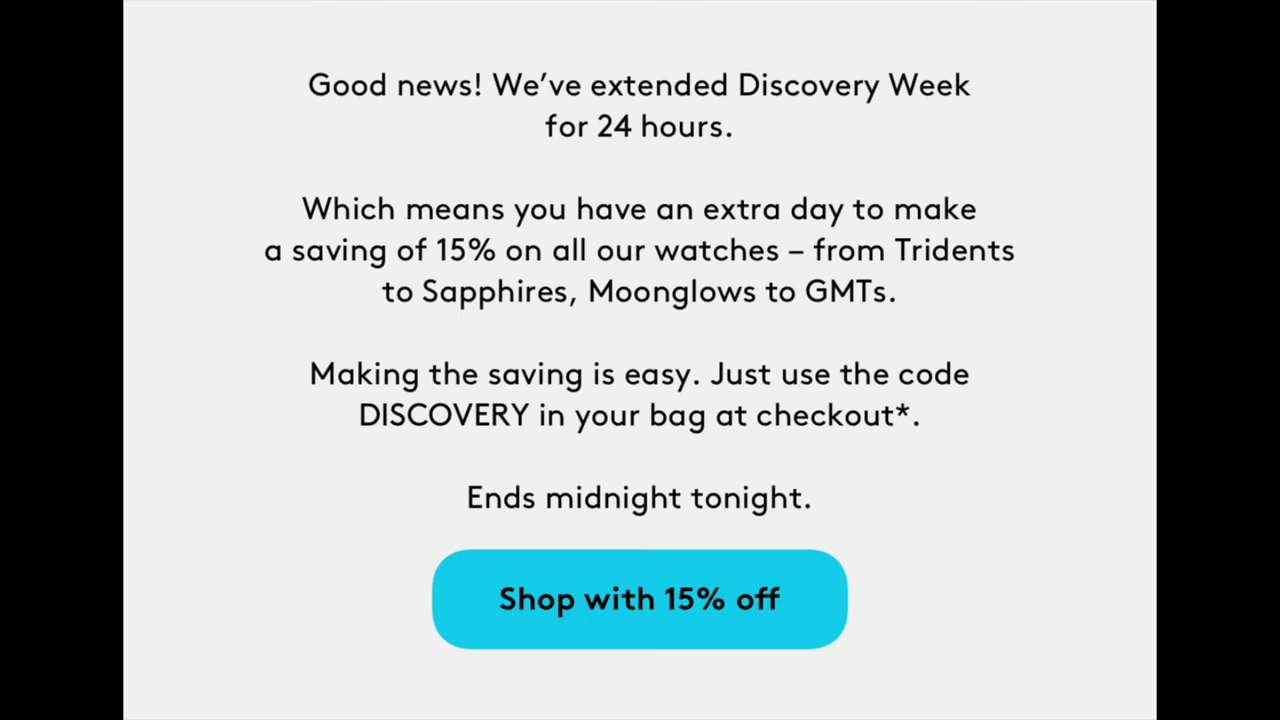 Good news! We’ve extended Discovery Week
for 24 hours.
Which means you have an extra day to make
a saving of 15% on all our watches – from Tridents
to Sapphires, Moonglows to GMTs.
Making the saving is easy. Just use the code
DISCOVERY in your bag at checkout*.
Ends midnight tonight.
Shop with 15% off